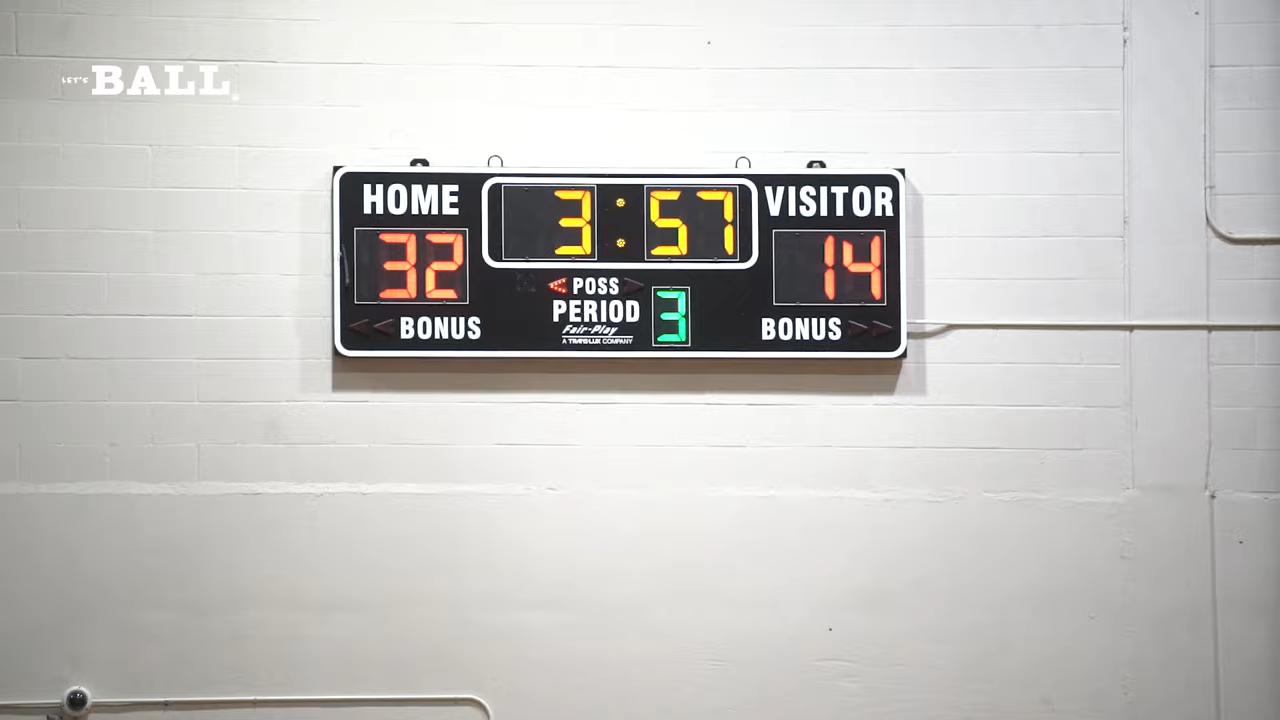 LET'S BALL
HOME 3:57 VISITOR
32 14
POSS
PERIOD 3
BONUS BONUS
Fair-Play
A TRANS-LUX COMPANY